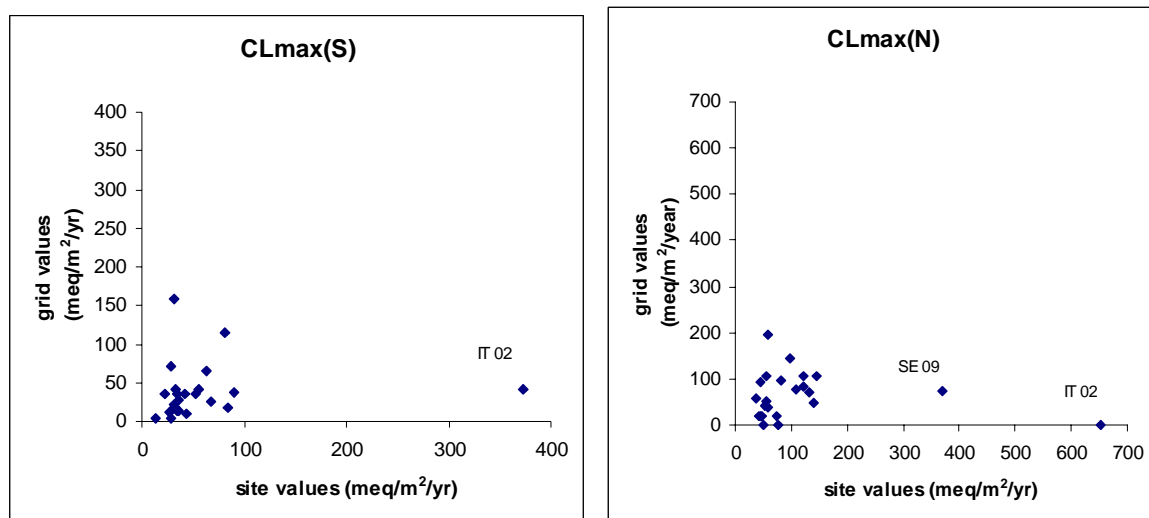 CLmax(S)
400
350
300
250
200
150
100
50
0
grid values
(meq/m²/yr)
IT 02
0 100 200 300 400
site values (meq/m²/yr)
CLmax(N)
700
600
500
400
300
200
100
0
grid values
(meq/m²/year)
SE 09
IT 02
0 100 200 300 400 500 600 700
site values (meq/m²/yr)